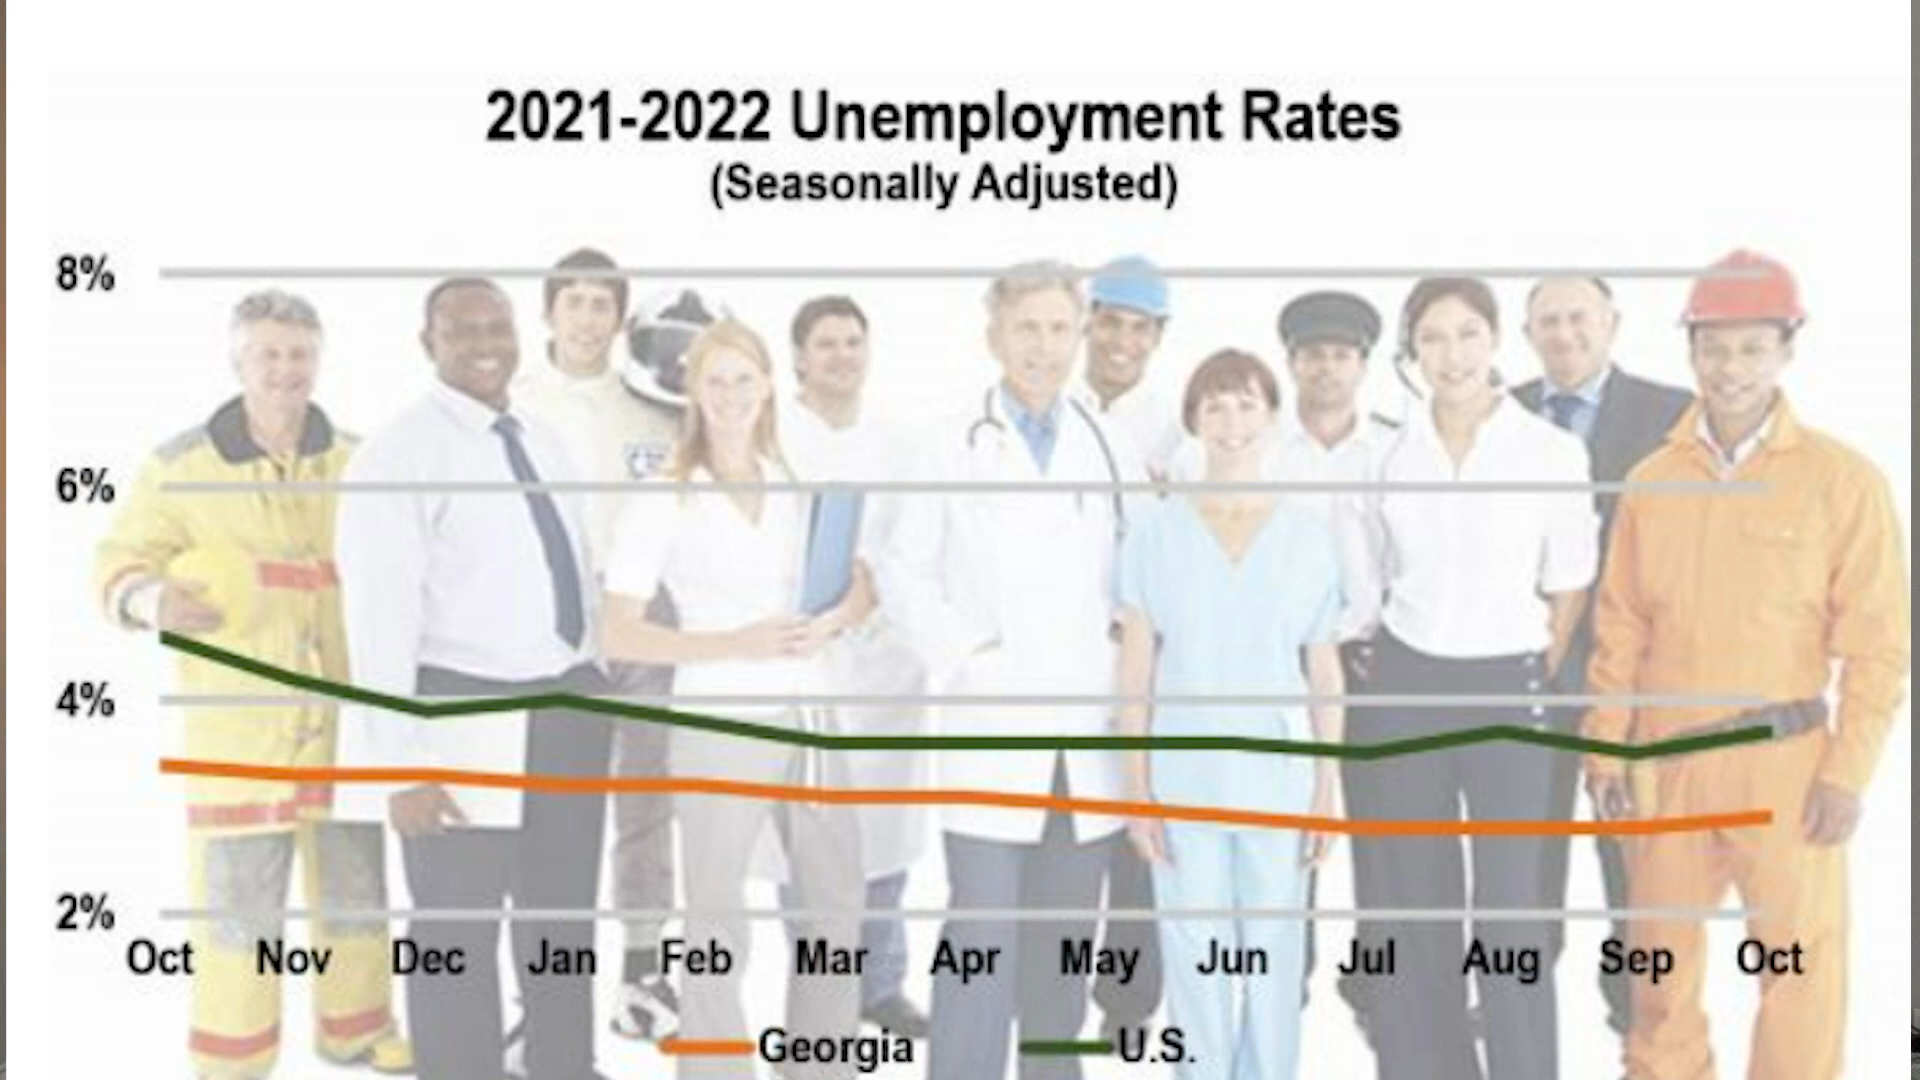 2021-2022 Unemployment Rates
(Seasonally Adjusted)
8%
6%
4%
2%
Oct Nov Dec Jan Feb Mar Apr May Jun Jul Aug Sep Oct
Georgia U.S.